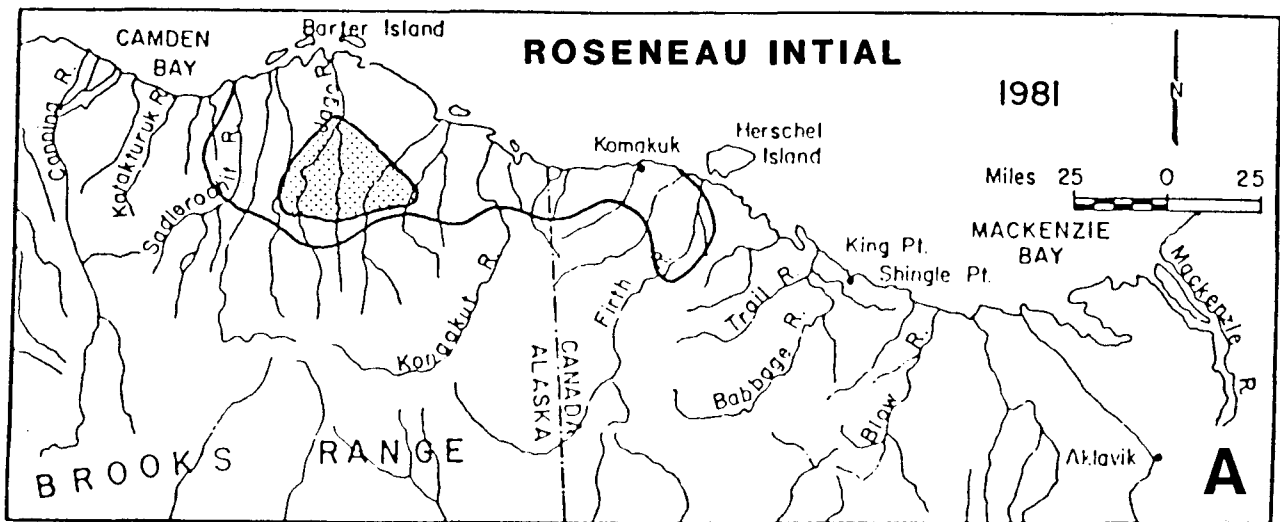 CAMDEN
BAY
Barter Island
ROSENEAU INTIAL
1981
N
Canning R.
Katakturuk R.
Sadlerochit R.
Jago R.
Komakuk
Herschel
Island
Miles 25 0 25
MACKENZIE
BAY
King Pt.
Shingle Pt.
Mackenzie R.
Kongakut R.
Firth R.
Trail R.
Babbage R.
Blow R.
CANADA
ALASKA
BROOKS RANGE
Aklavik
A